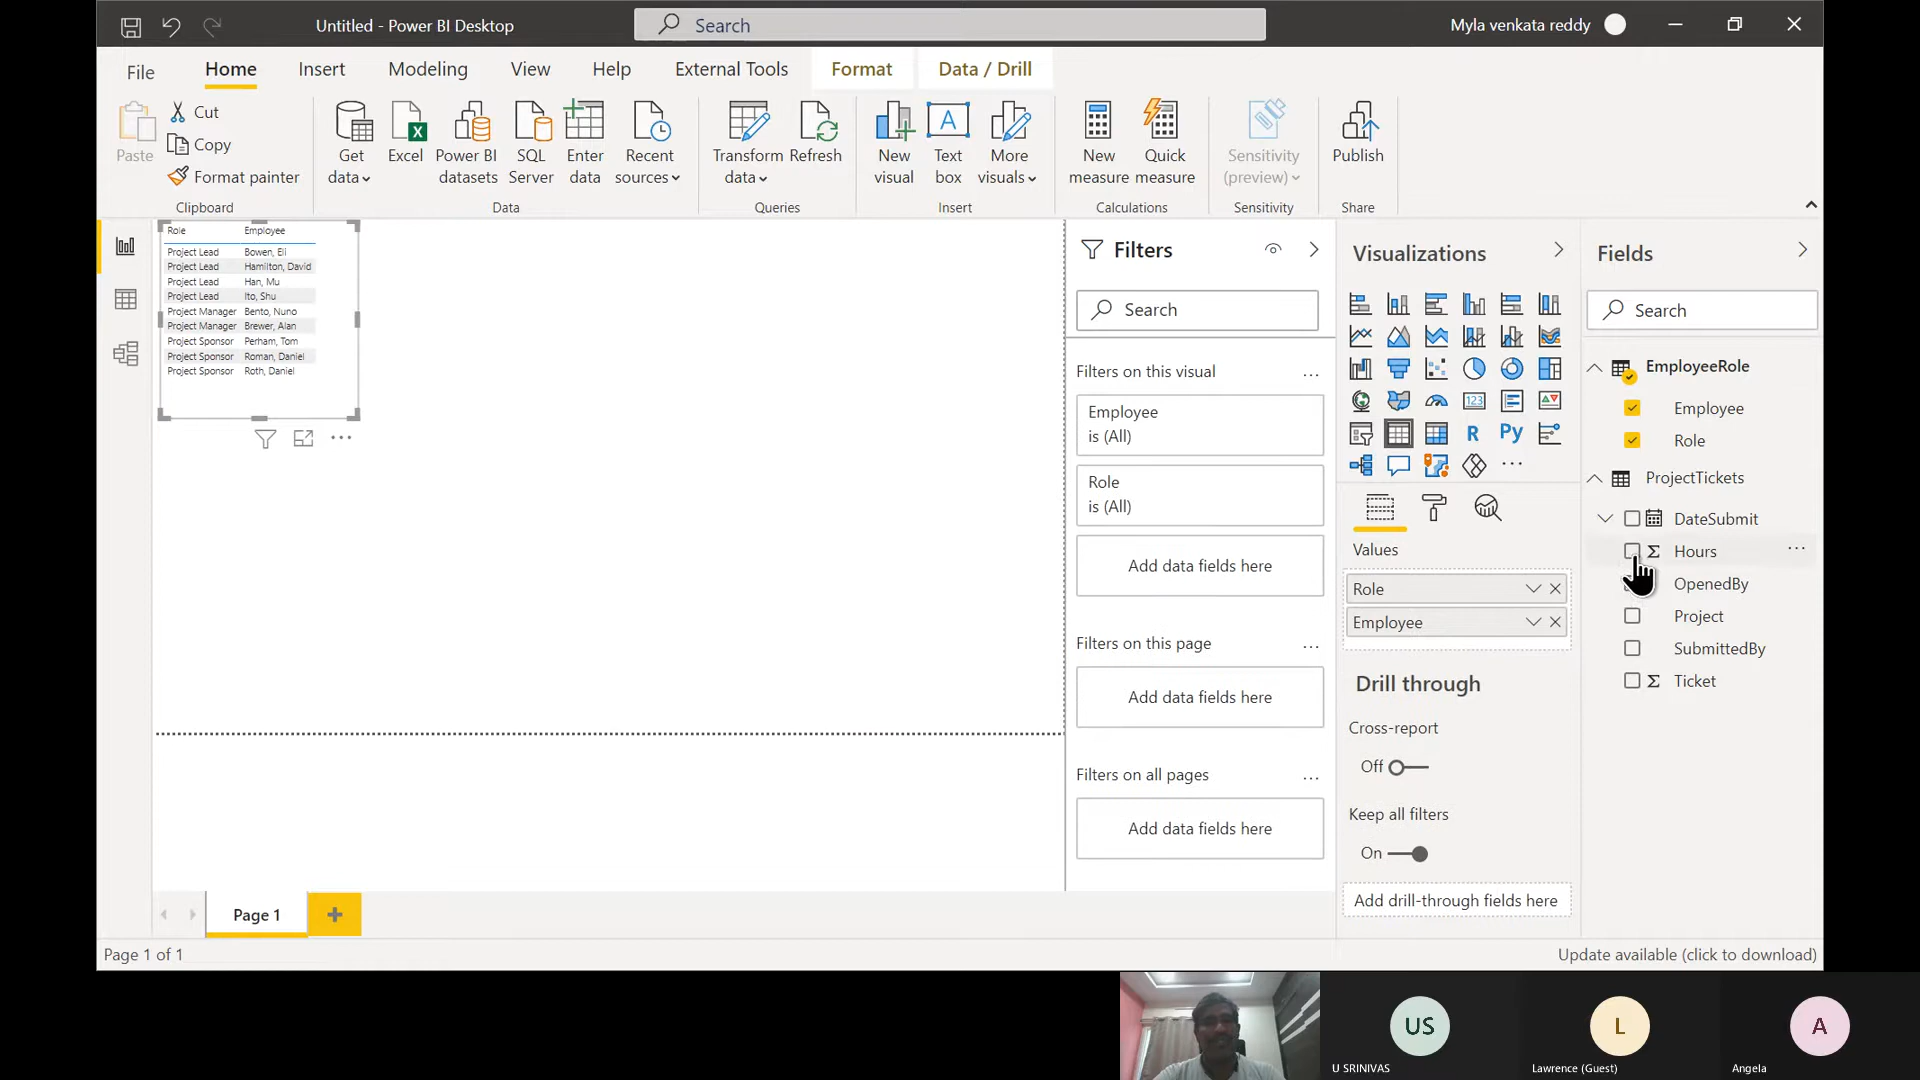 Untitled - Power BI Desktop
Search
Myla venkata reddy
File
Home
Insert
Modeling
View
Help
External Tools
Format
Data / Drill
Paste
Cut
Copy
Format painter
Clipboard
Get data
Excel
Power BI datasets
SQL Server
Enter data
Recent sources
Data
Transform data
Refresh
Queries
New visual
Text box
More visuals
Insert
New measure
Quick measure
Calculations
Sensitivity (preview)
Sensitivity
Publish
Share
Role Employee
Project Lead Bowen, Eli
Project Lead Hamilton, David
Project Lead Han, Mu
Project Lead Ito, Shu
Project Manager Bento, Nuno
Project Manager Brewer, Alan
Project Sponsor Perham, Tom
Project Sponsor Roman, Daniel
Project Sponsor Roth, Daniel
Filters
Search
Filters on this visual
Employee
is (All)
Role
is (All)
Add data fields here
Filters on this page
Add data fields here
Filters on all pages
Add data fields here
Visualizations
123
R
Py
Values
Role
Employee
Drill through
Cross-report
Off
Keep all filters
On
Add drill-through fields here
Fields
Search
EmployeeRole
Employee
Role
ProjectTickets
DateSubmit
Σ Hours
OpenedBy
Project
SubmittedBy
Σ Ticket
Page 1
Page 1 of 1
Update available (click to download)
US
U SRINIVAS
L
Lawrence (Guest)
A
Angela